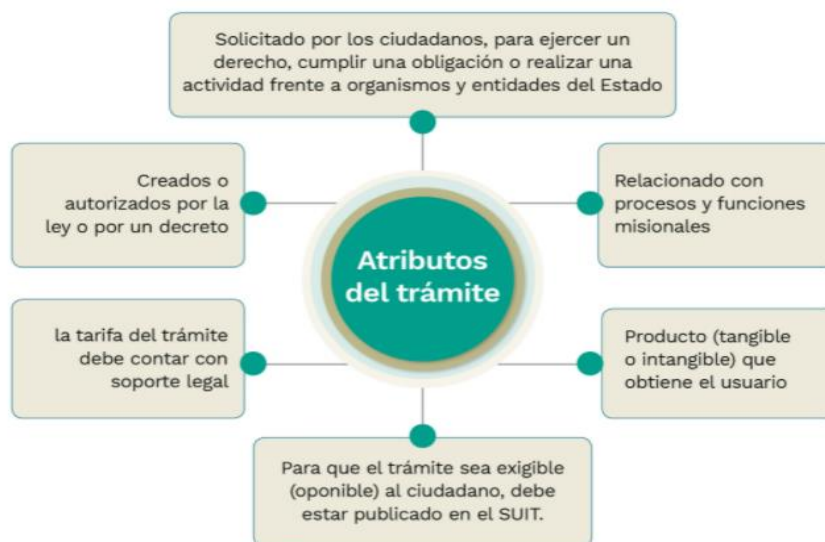 Solicitado por los ciudadanos, para ejercer un
derecho, cumplir una obligación o realizar una
actividad frente a organismos y entidades del Estado
Creados o
autorizados por la
ley o por un decreto
Relacionado con
procesos y funciones
misionales
Atributos
del trámite
la tarifa del trámite
debe contar con
soporte legal
Producto (tangible
o intangible) que
obtiene el usuario
Para que el trámite sea exigible
(oponible) al ciudadano, debe
estar publicado en el SUIT.